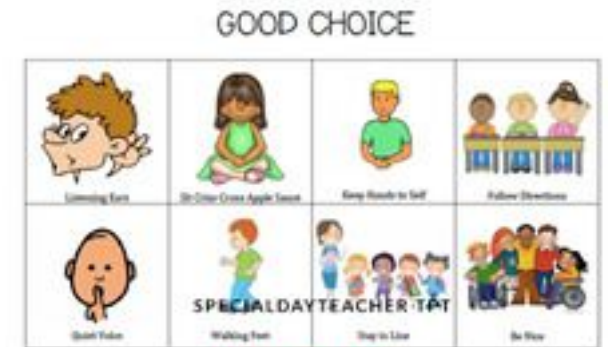 GOOD CHOICE
Listening Ears
Sit Criss Cross Apple Sauce
Keep Hands to Self
Follow Directions
SPECIALDAYTEACHER TPT
Quiet Voice
Walking Feet
Stay in Line
Be Nice